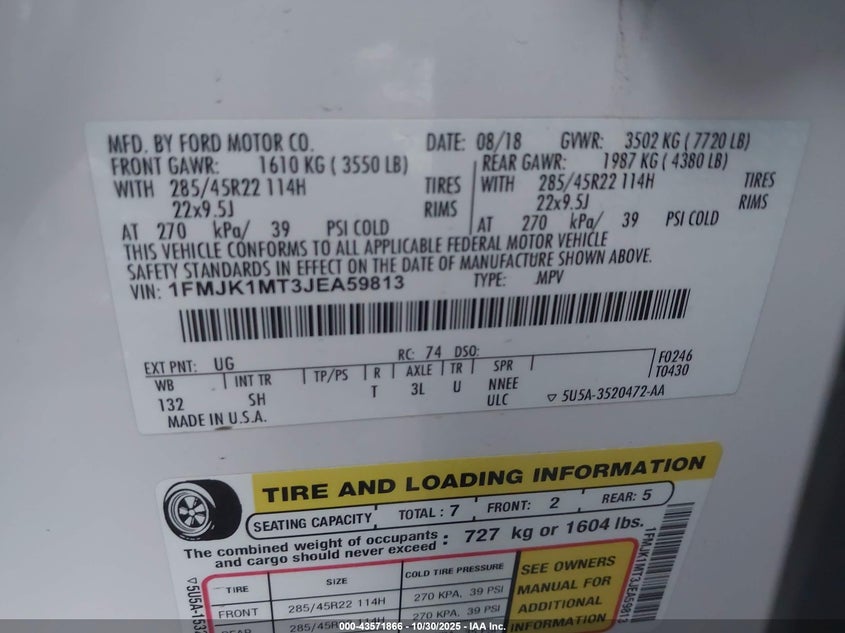 MFD. BY FORD MOTOR CO. DATE: 08/18 GVWR: 3502 KG ( 7720 LB)
FRONT GAWR: 1610 KG ( 3550 LB) REAR GAWR: 1987 KG ( 4380 LB)
WITH 285/45R22 114H TIRES WITH 285/45R22 114H TIRES
22x9.5J RIMS 22x9.5J RIMS
AT 270 kPa/ 39 PSI COLD AT 270 kPa/ 39 PSI COLD
THIS VEHICLE CONFORMS TO ALL APPLICABLE FEDERAL MOTOR VEHICLE
SAFETY STANDARDS IN EFFECT ON THE DATE OF MANUFACTURE SHOWN ABOVE.
VIN: 1FMJK1MT3JEA59813 TYPE: MPV
EXT PNT: UG RC: 74 DSO: F0246
WB INT TR TP/PS R AXLE TR SPR T0430
132 SH T 3L U NNEE
ULC ▽ 5U5A-3520472-AA
MADE IN U.S.A.
TIRE AND LOADING INFORMATION
SEATING CAPACITY TOTAL : 7 FRONT: 2 REAR: 5
The combined weight of occupants
and cargo should never exceed : 727 kg or 1604 lbs.
TIRE SIZE COLD TIRE PRESSURE
FRONT 285/45R22 114H 270 KPA, 39 PSI
285/45R22 114H 270 KPA, 39 PSI
SEE OWNERS
MANUAL FOR
ADDITIONAL
INFORMATION
1FMJK1MT3JEA59813
000-43571866 - 10/30/2025 - IAA Inc.